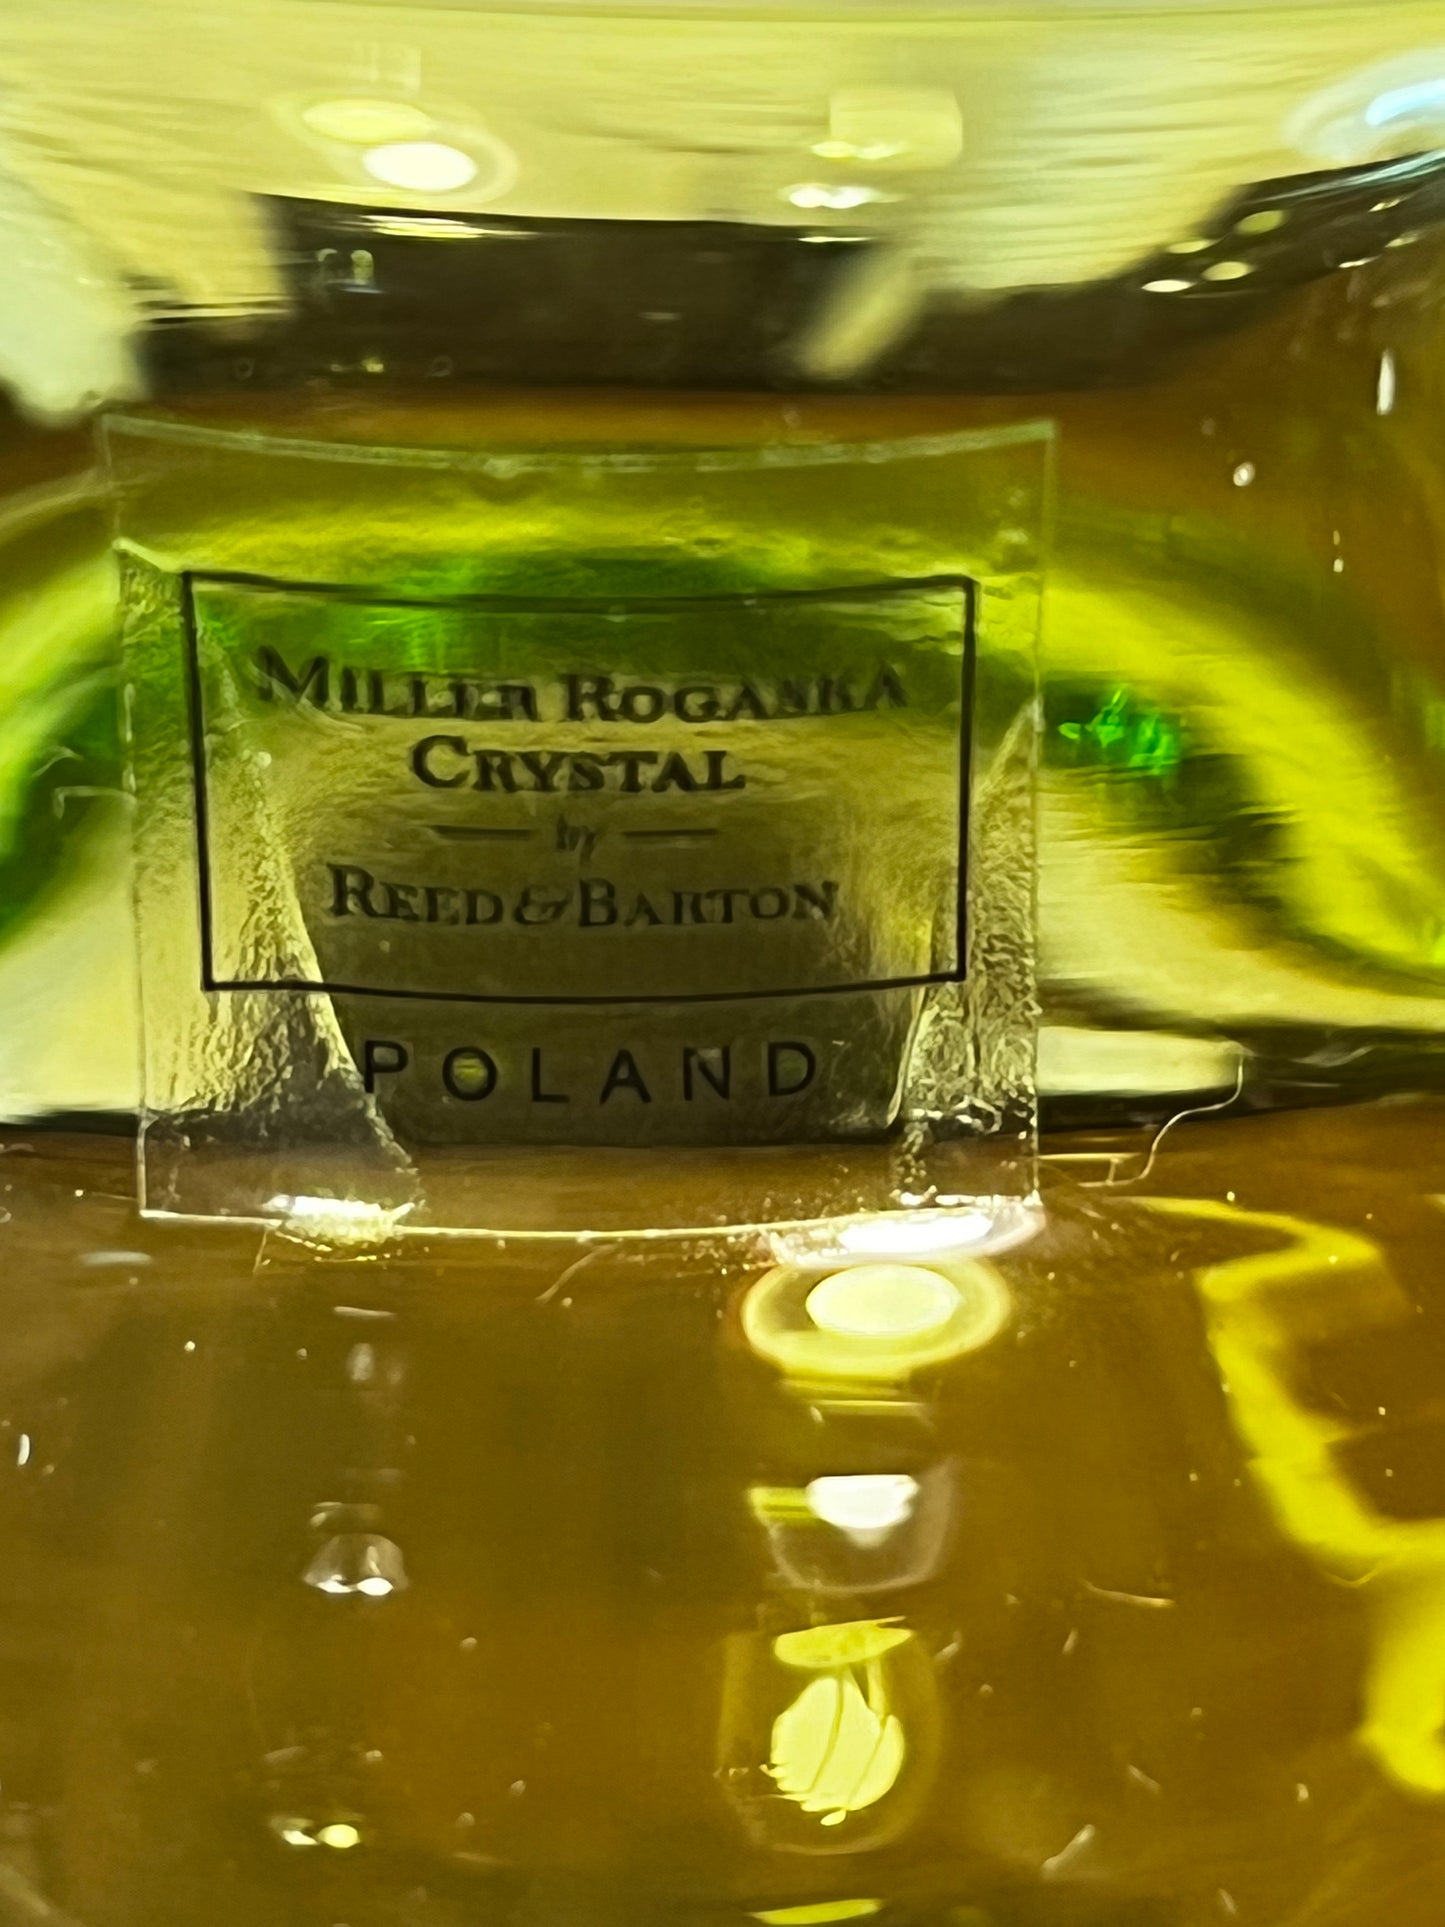 MILLER ROGASKA
CRYSTAL
by
REED & BARTON
POLAND